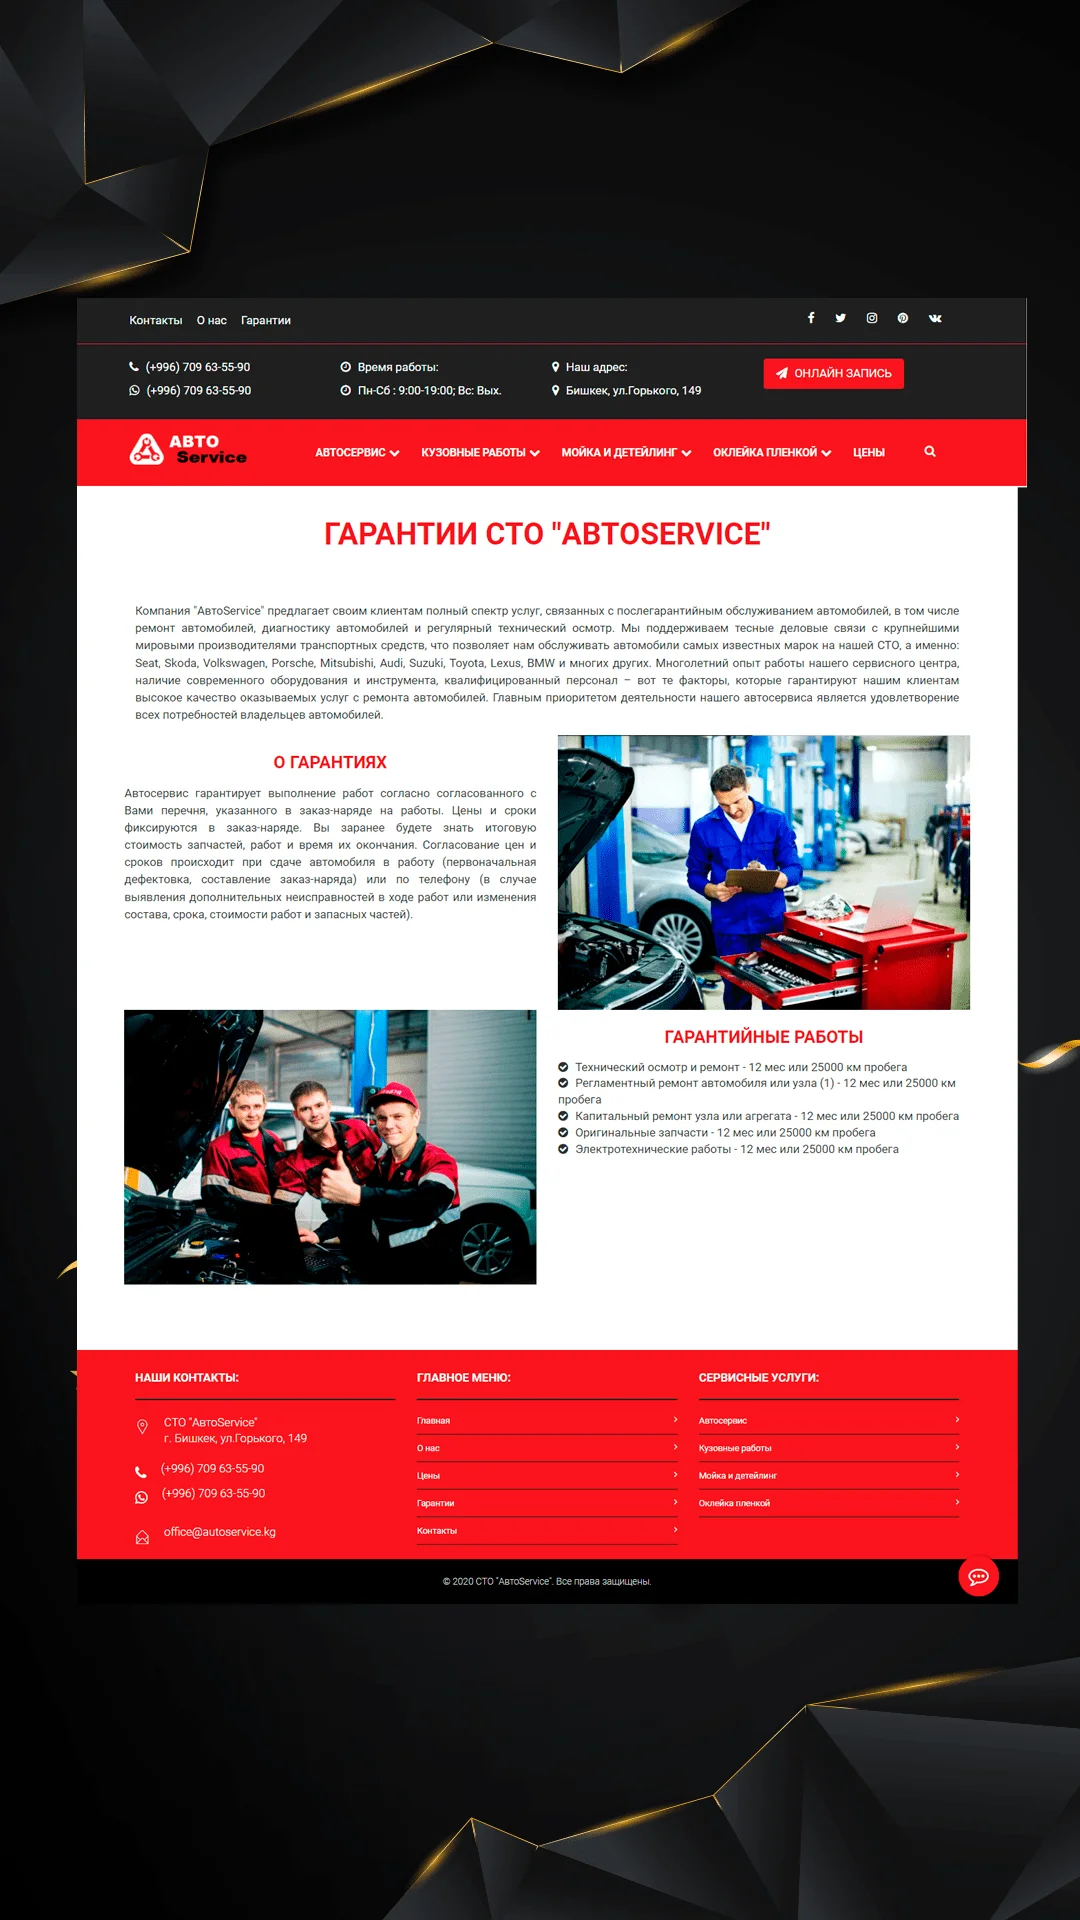 Контакты О нас Гарантии
(+996) 709 63-55-90 Время работы: Наш адрес: ОНЛАЙН ЗАПИСЬ
(+996) 709 63-55-90 Пн-Сб : 9:00-19:00; Вс: Вых. Бишкек, ул.Горького, 149
АВТО
Service
АВТОСЕРВИС КУЗОВНЫЕ РАБОТЫ МОЙКА И ДЕТЕЙЛИНГ ОКЛЕЙКА ПЛЕНКОЙ ЦЕНЫ
ГАРАНТИИ СТО "АВТОSERVICE"
Компания "АвтоService" предлагает своим клиентам полный спектр услуг, связанных с послегарантийным обслуживанием автомобилей, в том числе
ремонт автомобилей, диагностику автомобилей и регулярный технический осмотр. Мы поддерживаем тесные деловые связи с крупнейшими
мировыми производителями транспортных средств, что позволяет нам обслуживать автомобили самых известных марок на нашей СТО, а именно:
Seat, Skoda, Volkswagen, Porsche, Mitsubishi, Audi, Suzuki, Toyota, Lexus, BMW и многих других. Многолетний опыт работы нашего сервисного центра,
наличие современного оборудования и инструмента, квалифицированный персонал – вот те факторы, которые гарантируют нашим клиентам
высокое качество оказываемых услуг с ремонта автомобилей. Главным приоритетом деятельности нашего автосервиса является удовлетворение
всех потребностей владельцев автомобилей.
О ГАРАНТИЯХ
Автосервис гарантирует выполнение работ согласно согласованного с
Вами перечня, указанного в заказ-наряде на работы. Цены и сроки
фиксируются в заказ-наряде. Вы заранее будете знать итоговую
стоимость запчастей, работ и время их окончания. Согласование цен и
сроков происходит при сдаче автомобиля в работу (первоначальная
дефектовка, составление заказ-наряда) или по телефону (в случае
выявления дополнительных неисправностей в ходе работ или изменения
состава, срока, стоимости работ и запасных частей).
ГАРАНТИЙНЫЕ РАБОТЫ
Технический осмотр и ремонт - 12 мес или 25000 км пробега
Регламентный ремонт автомобиля или узла (1) - 12 мес или 25000 км
пробега
Капитальный ремонт узла или агрегата - 12 мес или 25000 км пробега
Оригинальные запчасти - 12 мес или 25000 км пробега
Электротехнические работы - 12 мес или 25000 км пробега
НАШИ КОНТАКТЫ:
СТО "АвтоService"
г. Бишкек, ул.Горького, 149
(+996) 709 63-55-90
(+996) 709 63-55-90
office@autoservice.kg
ГЛАВНОЕ МЕНЮ:
Главная
О нас
Цены
Гарантии
Контакты
СЕРВИСНЫЕ УСЛУГИ:
Автосервис
Кузовные работы
Мойка и детейлинг
Оклейка пленкой
© 2020 СТО "АвтоService". Все права защищены.